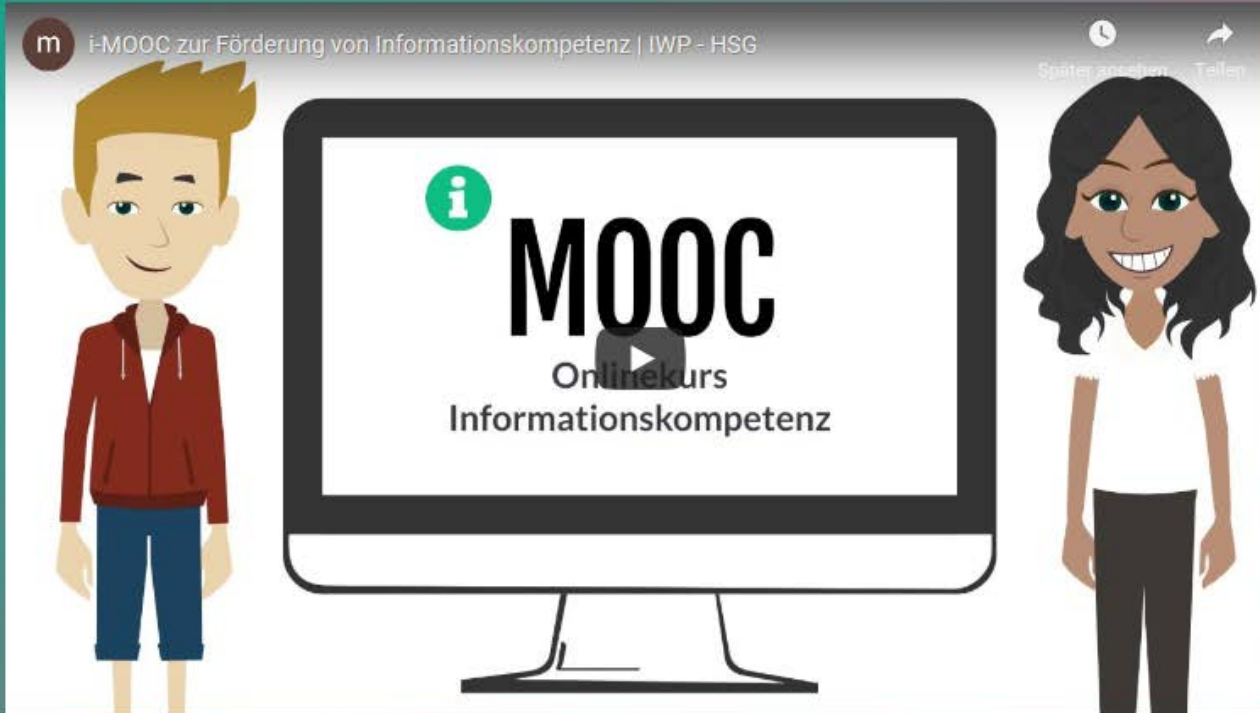 m
i-MOOC zur Förderung von Informationskompetenz | IWP - HSG
Später ansehen
Teilen
i
MOOC
Onlinekurs
Informationskompetenz